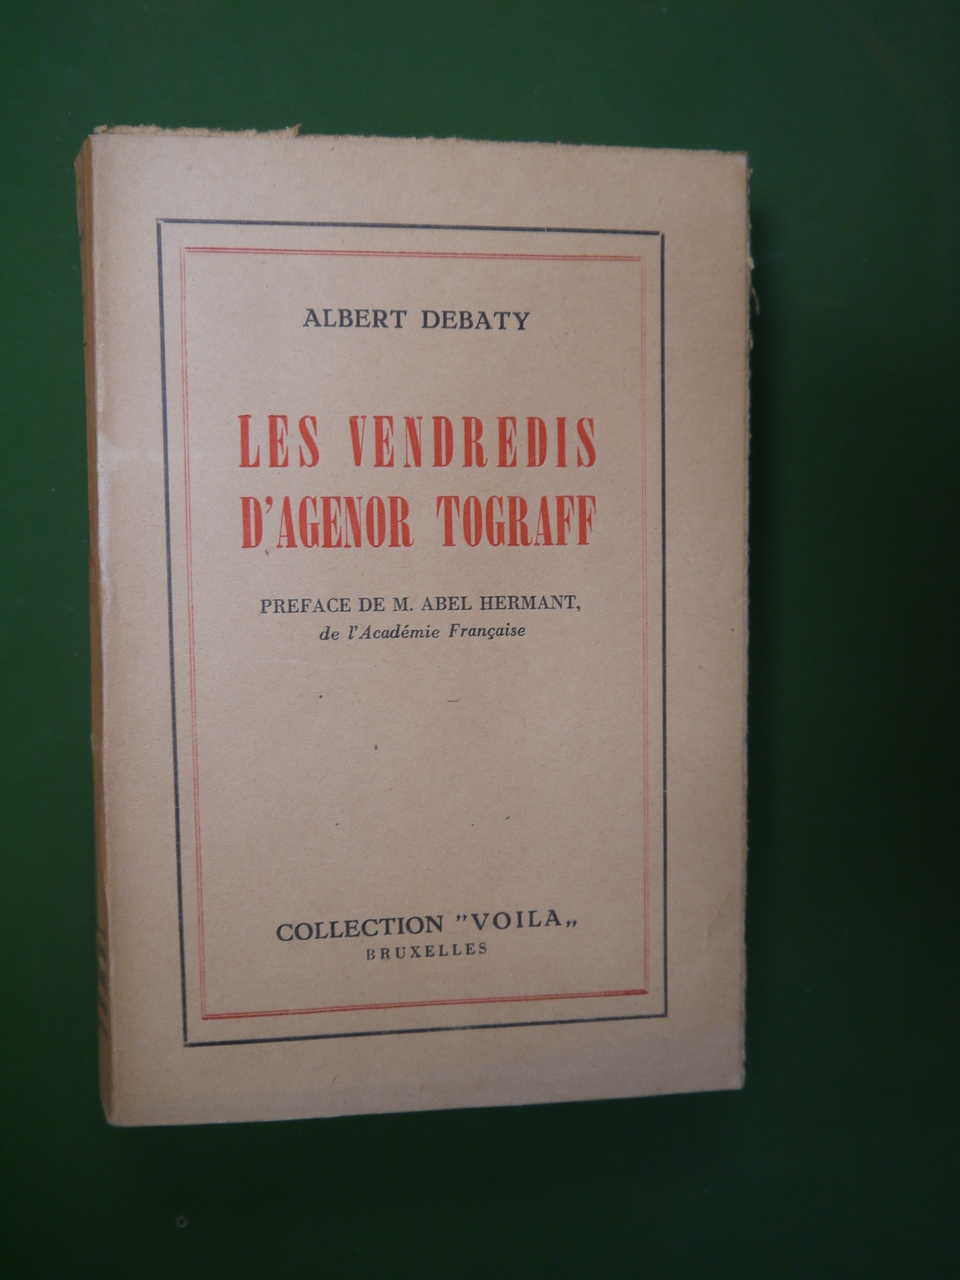 ALBERT DEBATY
LES VENDREDIS
D'AGENOR TOGRAFF
PREFACE DE M. ABEL HERMANT,
de l'Académie Française
COLLECTION "VOILA„
BRUXELLES